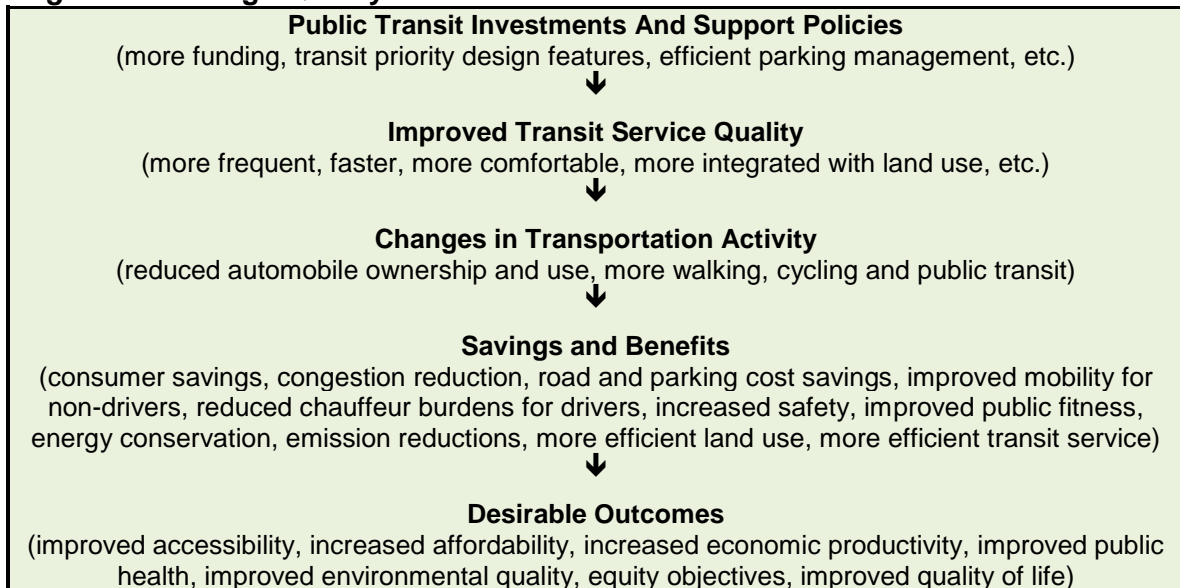 Public Transit Investments And Support Policies
(more funding, transit priority design features, efficient parking management, etc.)
Improved Transit Service Quality
(more frequent, faster, more comfortable, more integrated with land use, etc.)
Changes in Transportation Activity
(reduced automobile ownership and use, more walking, cycling and public transit)
Savings and Benefits
(consumer savings, congestion reduction, road and parking cost savings, improved mobility for
non-drivers, reduced chauffeur burdens for drivers, increased safety, improved public fitness,
energy conservation, emission reductions, more efficient land use, more efficient transit service)
Desirable Outcomes
(improved accessibility, increased affordability, increased economic productivity, improved public
health, improved environmental quality, equity objectives, improved quality of life)